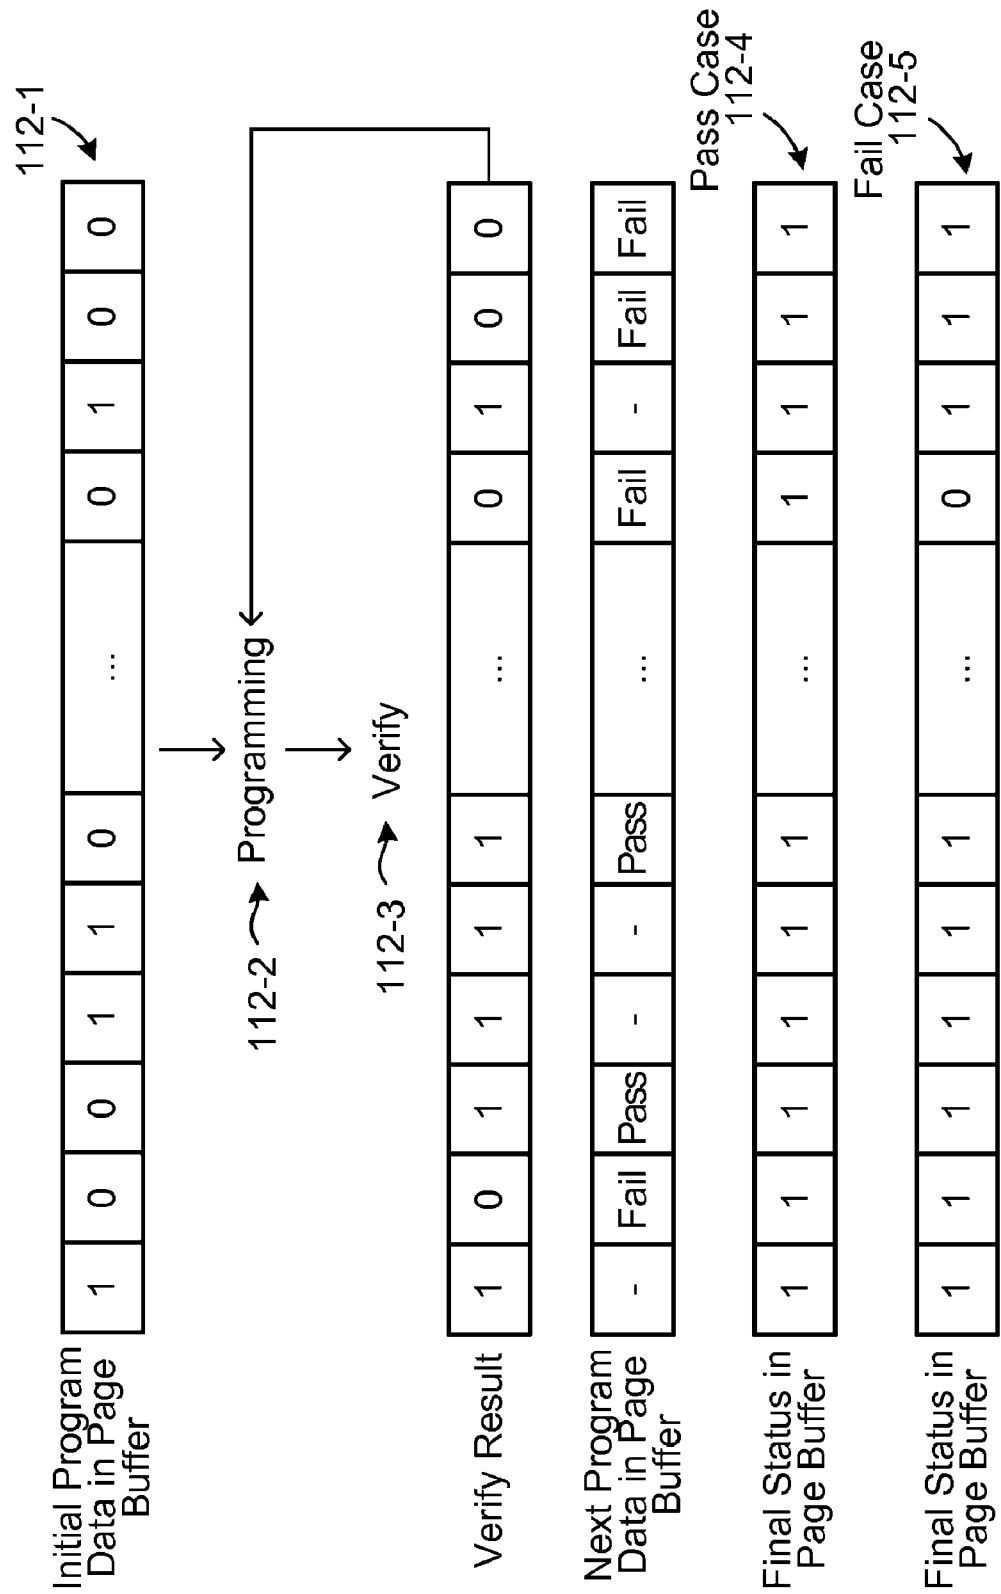 112-1
Initial Program
Data in Page
Buffer
1 0 0 1 1 0 ... 0 1 0 0
112-2 Programming
112-3 Verify
Verify Result
1 0 1 1 1 1 ... 0 1 0 0
Next Program
Data in Page
Buffer
- Fail Pass - - Pass ... Fail - Fail Fail
Pass Case
112-4
Final Status in
Page Buffer
1 1 1 1 1 1 ... 1 1 1 1
Fail Case
112-5
Final Status in
Page Buffer
1 1 1 1 1 1 ... 0 1 1 1